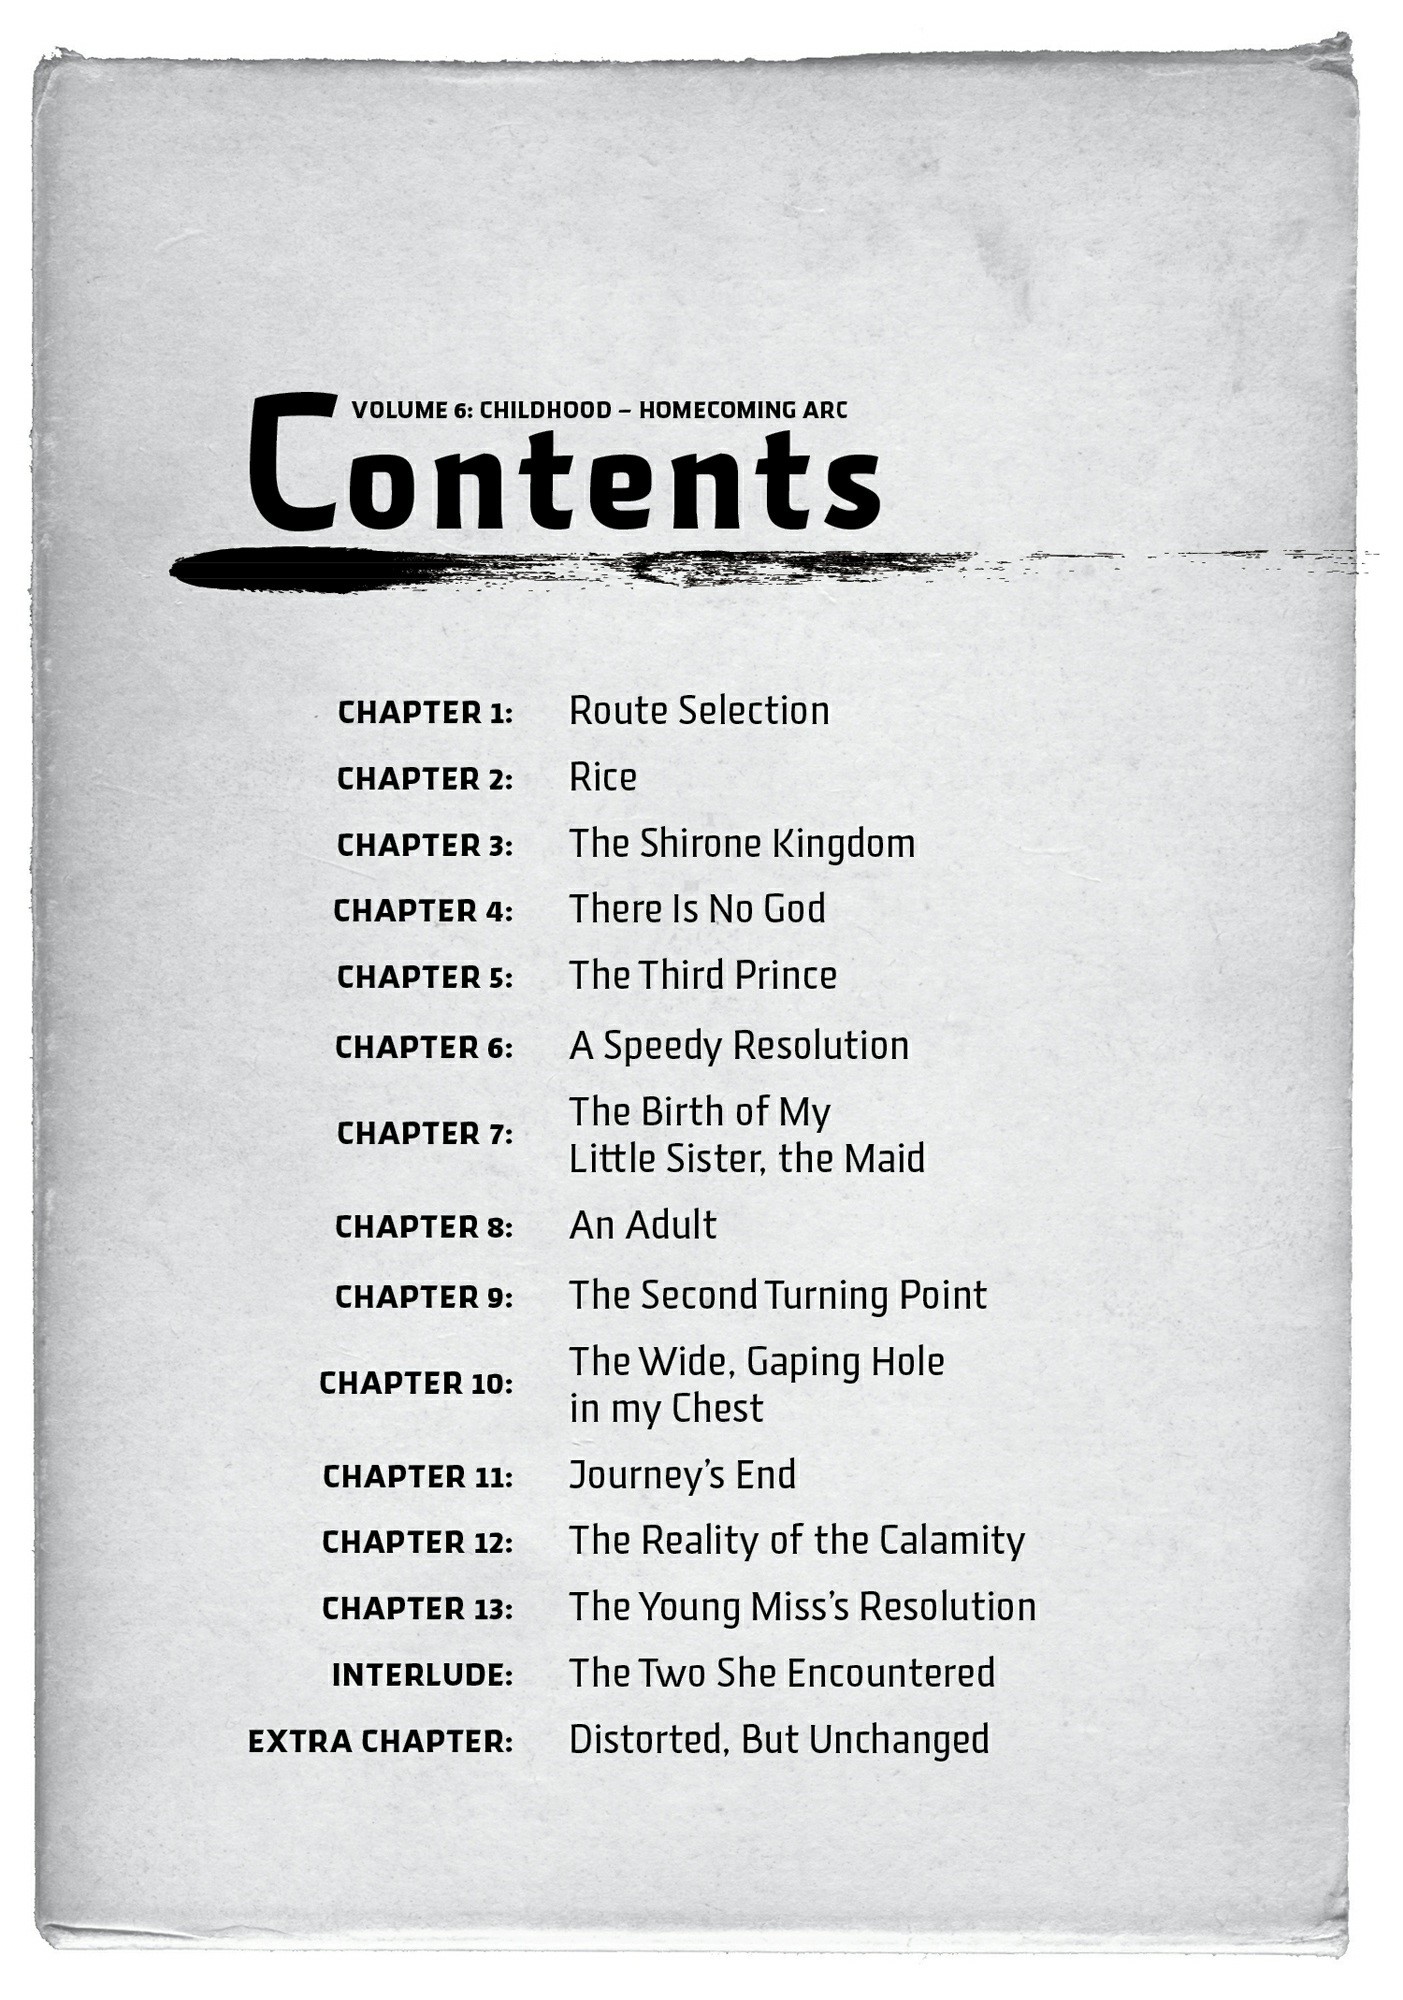 VOLUME 6: CHILDHOOD – HOMECOMING ARC
Contents
CHAPTER 1: Route Selection
CHAPTER 2: Rice
CHAPTER 3: The Shirone Kingdom
CHAPTER 4: There Is No God
CHAPTER 5: The Third Prince
CHAPTER 6: A Speedy Resolution
CHAPTER 7: The Birth of My
Little Sister, the Maid
CHAPTER 8: An Adult
CHAPTER 9: The Second Turning Point
CHAPTER 10: The Wide, Gaping Hole
in my Chest
CHAPTER 11: Journey’s End
CHAPTER 12: The Reality of the Calamity
CHAPTER 13: The Young Miss’s Resolution
INTERLUDE: The Two She Encountered
EXTRA CHAPTER: Distorted, But Unchanged